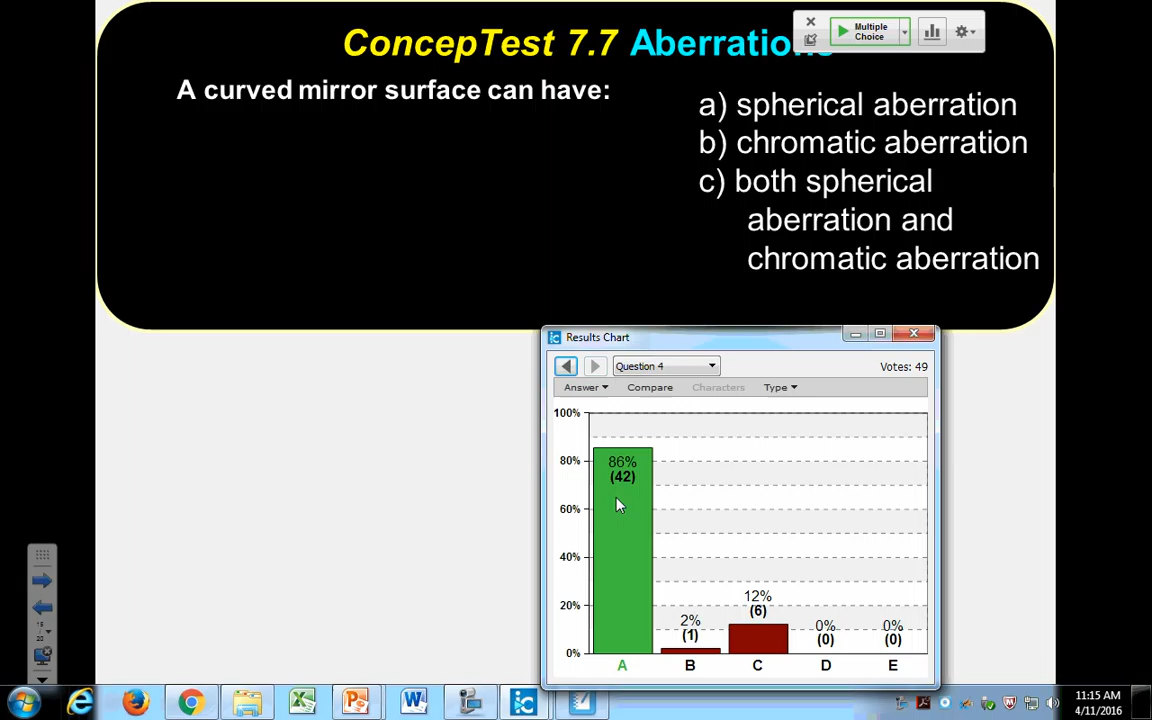 ConcepTest 7.7 Aberrations
Multiple
Choice
A curved mirror surface can have:
a) spherical aberration
b) chromatic aberration
c) both spherical
aberration and
chromatic aberration
Results Chart
Question 4
Votes: 49
Answer
Compare
Characters
Type
100%
80%
60%
40%
20%
0%
86%
(42)
2%
(1)
12%
(6)
0%
(0)
0%
(0)
A
B
C
D
E
11:15 AM
4/11/2016